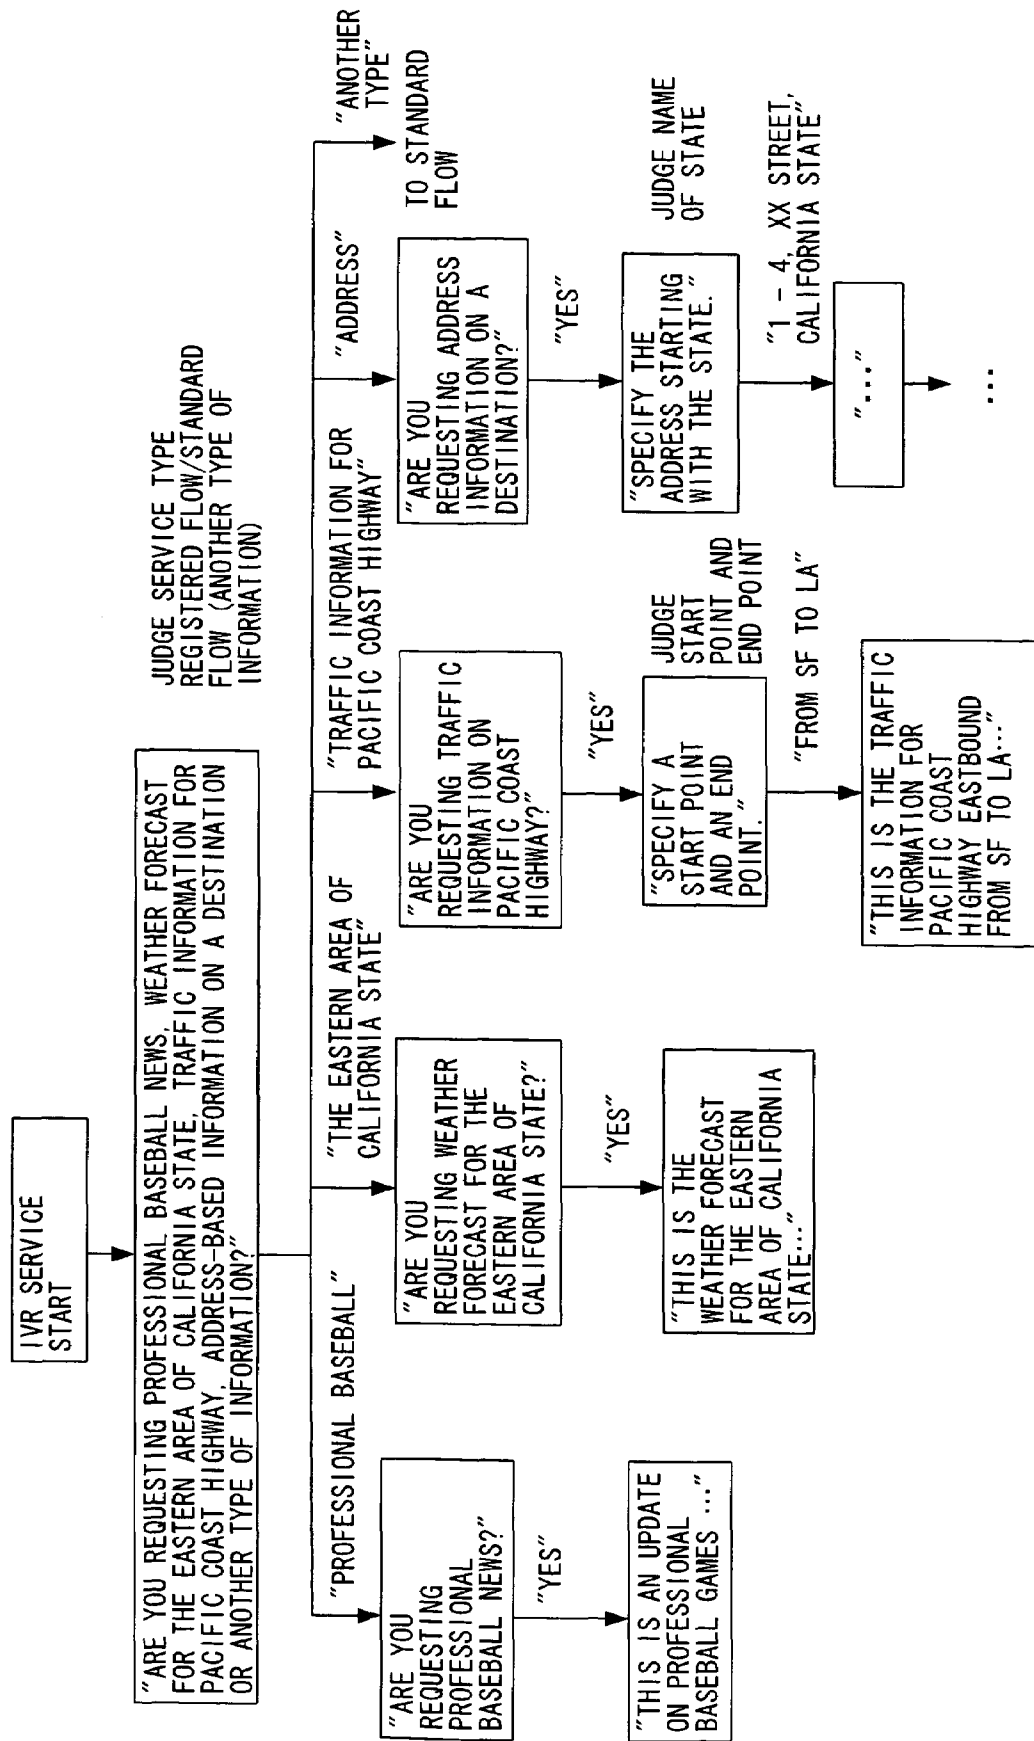 IVR SERVICE
START
"ARE YOU REQUESTING PROFESSIONAL BASEBALL NEWS, WEATHER FORECAST
FOR THE EASTERN AREA OF CALIFORNIA STATE, TRAFFIC INFORMATION FOR
PACIFIC COAST HIGHWAY, ADDRESS-BASED INFORMATION ON A DESTINATION
OR ANOTHER TYPE OF INFORMATION?"
JUDGE SERVICE TYPE
REGISTERED FLOW/STANDARD
FLOW (ANOTHER TYPE OF
INFORMATION)
"PROFESSIONAL BASEBALL"
"ARE YOU
REQUESTING
PROFESSIONAL
BASEBALL NEWS?"
"YES"
"THIS IS AN UPDATE
ON PROFESSIONAL
BASEBALL GAMES ..."
"THE EASTERN AREA OF
CALIFORNIA STATE"
"ARE YOU
REQUESTING WEATHER
FORECAST FOR THE
EASTERN AREA OF
CALIFORNIA STATE?"
"YES"
"THIS IS THE
WEATHER FORECAST
FOR THE EASTERN
AREA OF CALIFORNIA
STATE..."
"TRAFFIC INFORMATION FOR
PACIFIC COAST HIGHWAY"
"ARE YOU
REQUESTING TRAFFIC
INFORMATION ON
PACIFIC COAST
HIGHWAY?"
"YES"
"SPECIFY A
START POINT
AND AN END
POINT."
JUDGE
START
POINT AND
END POINT
"FROM SF TO LA"
"THIS IS THE TRAFFIC
INFORMATION FOR
PACIFIC COAST
HIGHWAY EASTBOUND
FROM SF TO LA..."
"ADDRESS"
"ARE YOU
REQUESTING ADDRESS
INFORMATION ON A
DESTINATION?"
"YES"
"SPECIFY THE
ADDRESS STARTING
WITH THE STATE."
JUDGE NAME
OF STATE
"1 - 4, XX STREET,
CALIFORNIA STATE"
"..."
...
"ANOTHER
TYPE"
TO STANDARD
FLOW